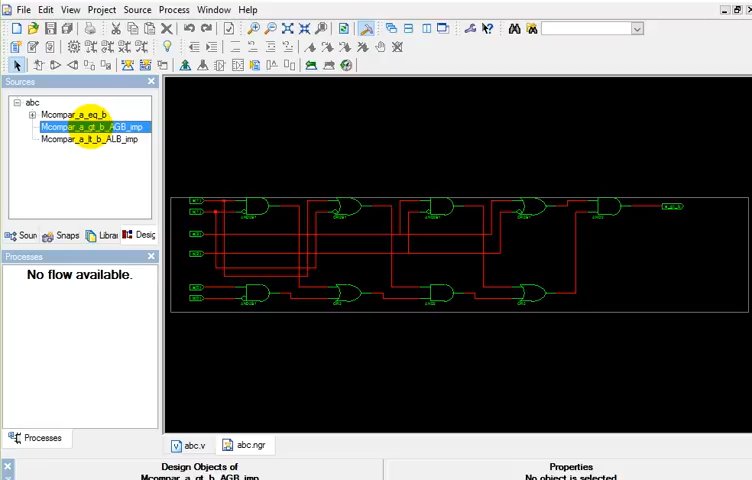 File Edit View Project Source Process Window Help
Sources
abc
Mcompar_a_eq_b
Mcompar_a_gt_b_AGB_imp
Mcompar_a_lt_b_ALB_imp
Sour Snaps Librar Desig
Processes
No flow available.
Processes
abc.v abc.ngr
Design Objects of
Mcompar_a_gt_b_AGB_imp
Properties
No object is selected